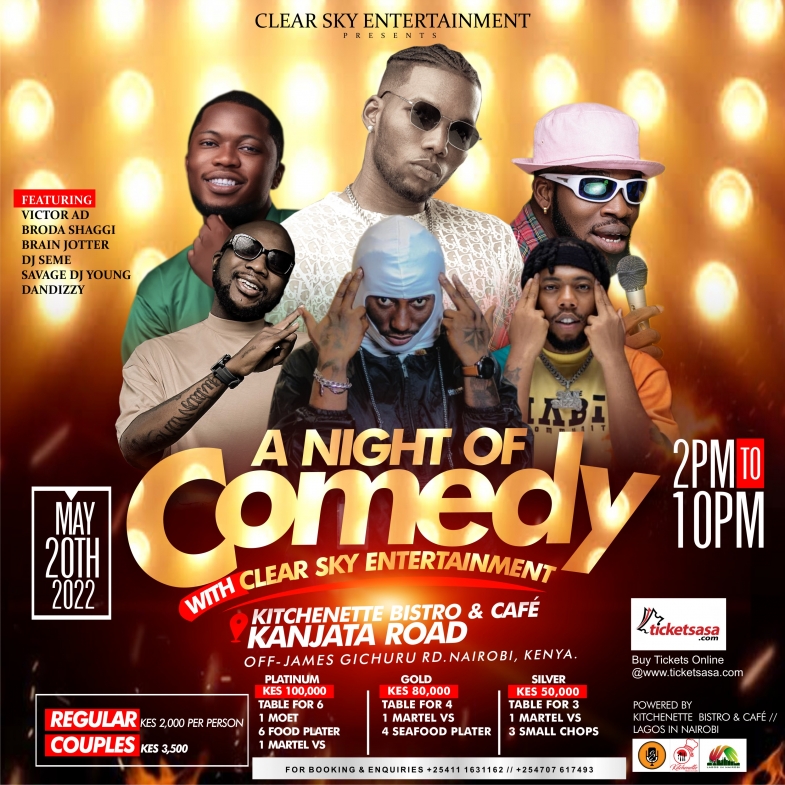 CLEAR SKY ENTERTAINMENT
PRESENTS
FEATURING
VICTOR AD
BRODA SHAGGI
BRAIN JOTTER
DJ SEME
SAVAGE DJ YOUNG
DANDIZZY
A NIGHT OF
Comedy
WITH CLEAR SKY ENTERTAINMENT
MAY
20TH
2022
2PM TO
10PM
KITCHENETTE BISTRO & CAFÉ
KANJATA ROAD
OFF-JAMES GICHURU RD.NAIROBI, KENYA.
ticketsasa
.com
Buy Tickets Online
@www.ticketsasa.com
REGULAR KES 2,000 PER PERSON
COUPLES KES 3,500
PLATINUM
KES 100,000
TABLE FOR 6
1 MOET
6 FOOD PLATER
1 MARTEL VS
GOLD
KES 80,000
TABLE FOR 4
1 MARTEL VS
4 SEAFOOD PLATER
SILVER
KES 50,000
TABLE FOR 3
1 MARTEL VS
3 SMALL CHOPS
POWERED BY
KITCHENETTE BISTRO & CAFÉ //
LAGOS IN NAIROBI
FOR BOOKING & ENQUIRIES +25411 1631162 // +254707 617493